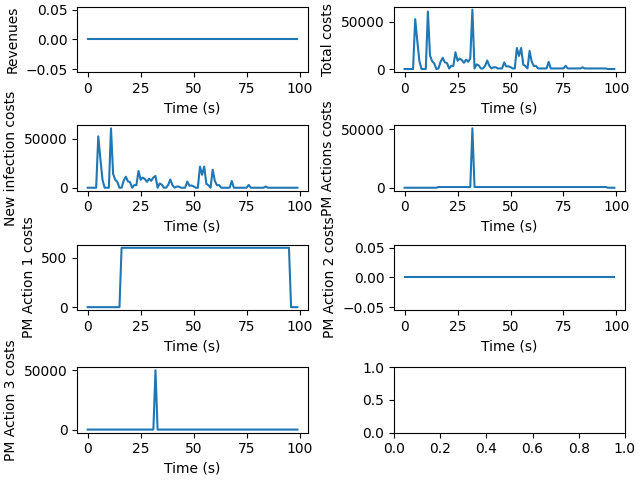 Revenues
0.05
0.00
−0.05
0 25 50 75 100
Time (s)
Total costs
50000
0
0 25 50 75 100
Time (s)
New infection costs
50000
0
0 25 50 75 100
Time (s)
PM Actions costs
50000
0
0 25 50 75 100
Time (s)
PM Action 1 costs
500
0
0 25 50 75 100
Time (s)
PM Action 2 costs
0.05
0.00
−0.05
0 25 50 75 100
Time (s)
PM Action 3 costs
50000
0
0 25 50 75 100
Time (s)
1.0
0.5
0.0
0.0 0.2 0.4 0.6 0.8 1.0